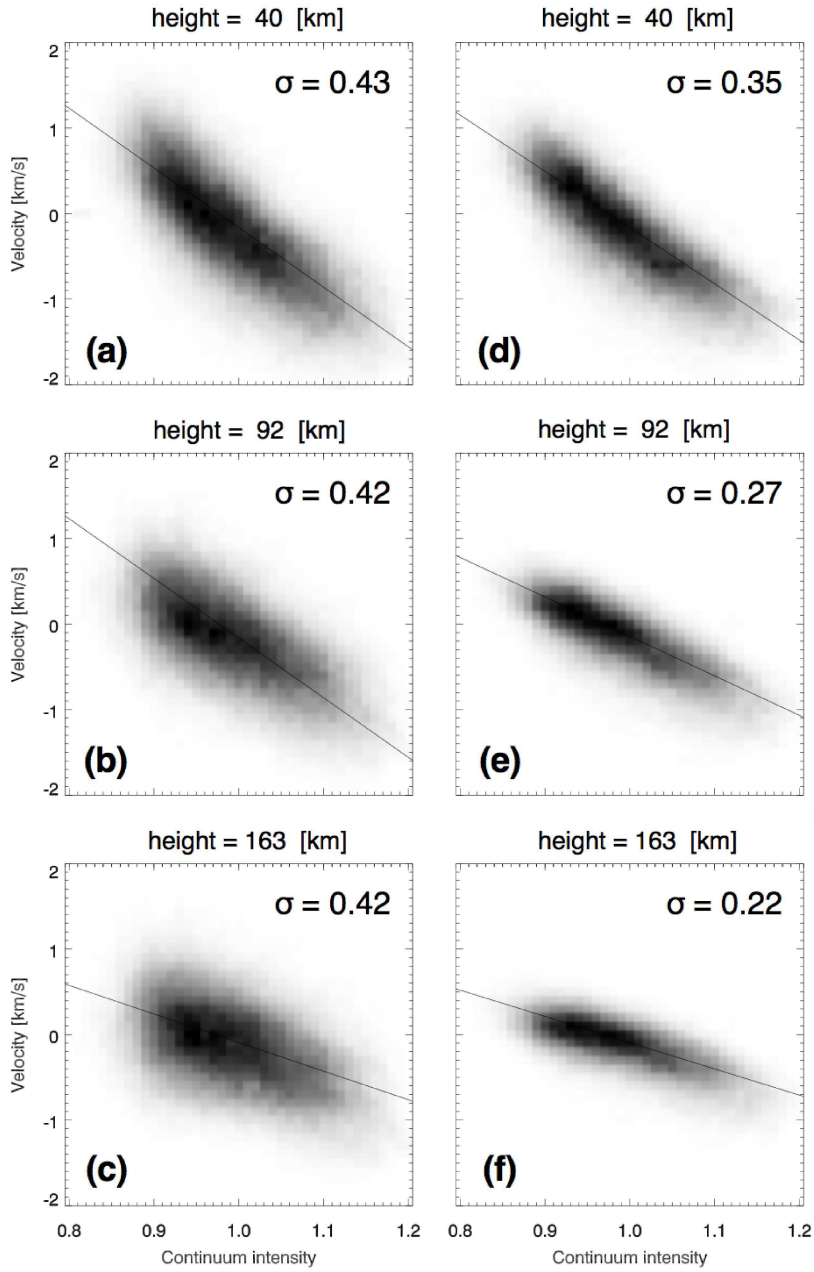 height = 40 [km]
σ = 0.43
2
1
0
-1
-2
Velocity [km/s]
(a)
height = 40 [km]
σ = 0.35
(d)
height = 92 [km]
σ = 0.42
2
1
0
-1
-2
Velocity [km/s]
(b)
height = 92 [km]
σ = 0.27
(e)
height = 163 [km]
σ = 0.42
2
1
0
-1
-2
Velocity [km/s]
(c)
0.8 0.9 1.0 1.1 1.2
Continuum intensity
height = 163 [km]
σ = 0.22
(f)
0.8 0.9 1.0 1.1 1.2
Continuum intensity